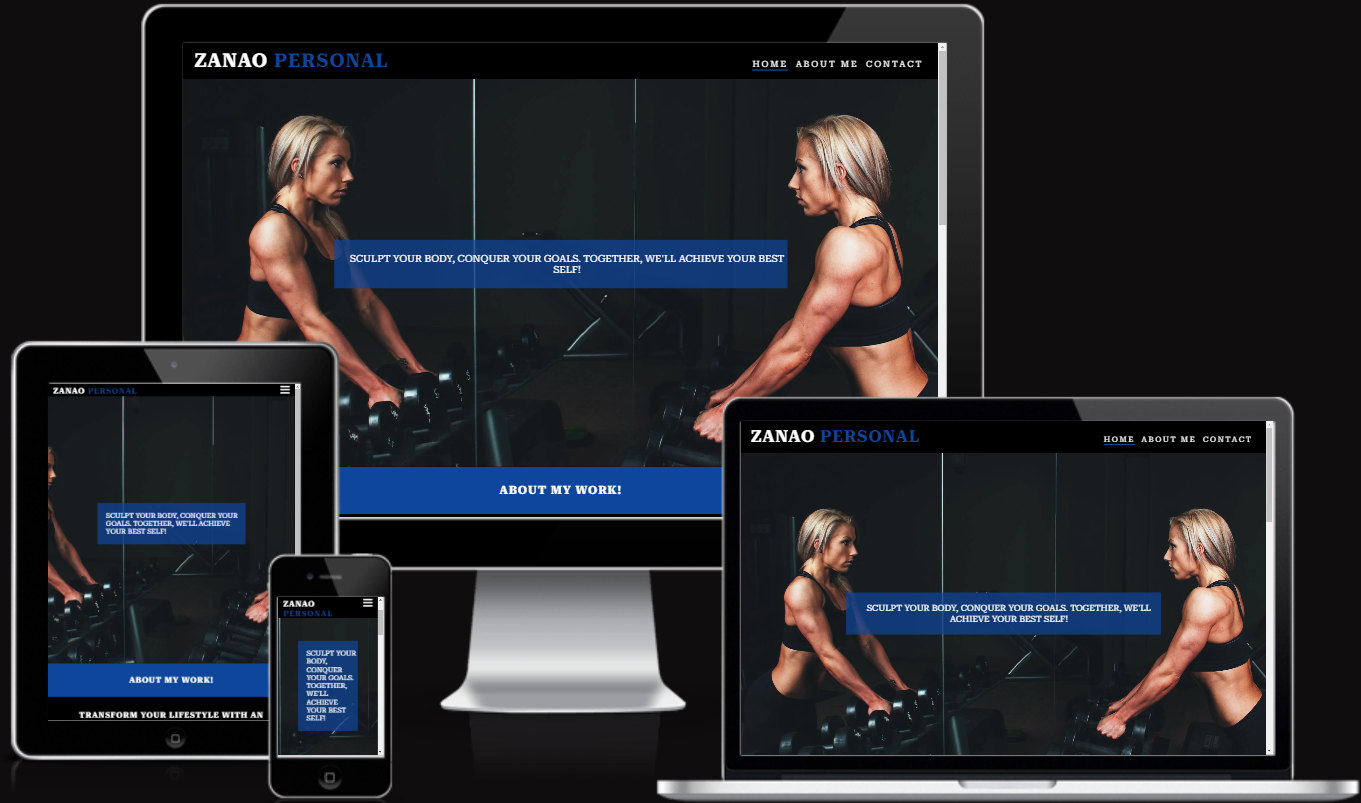 ZANAO PERSONAL
HOME ABOUT ME CONTACT
SCULPT YOUR BODY, CONQUER YOUR GOALS. TOGETHER, WE'LL ACHIEVE YOUR BEST
SELF!
ABOUT MY WORK!
ZANAO PERSONAL
SCULPT YOUR BODY, CONQUER YOUR
GOALS. TOGETHER, WE'LL ACHIEVE
YOUR BEST SELF!
ABOUT MY WORK!
TRANSFORM YOUR LIFESTYLE WITH AN
ZANAO
PERSONAL
SCULPT YOUR
BODY,
CONQUER
YOUR GOALS.
TOGETHER,
WE'LL
ACHIEVE
YOUR BEST
SELF!
ZANAO PERSONAL
HOME ABOUT ME CONTACT
SCULPT YOUR BODY, CONQUER YOUR GOALS. TOGETHER, WE'LL
ACHIEVE YOUR BEST SELF!